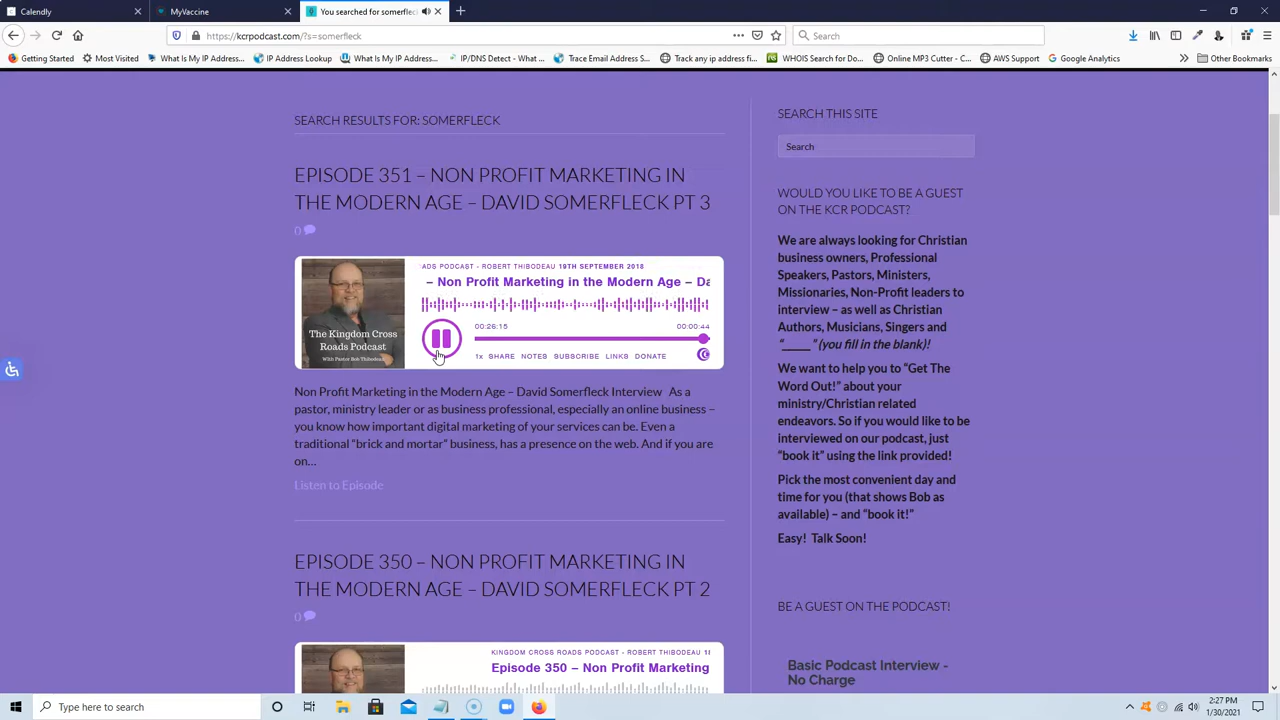 Calendly
MyVaccine
You searched for somerfleck
https://kcrpodcast.com/?s=somerfleck
Search
Getting Started
Most Visited
What Is My IP Address...
IP Address Lookup
What Is My IP Address...
IP/DNS Detect - What ...
Trace Email Address S...
Track any ip address fi...
WHOIS Search for Do...
Online MP3 Cutter - C...
AWS Support
Google Analytics
Other Bookmarks
SEARCH RESULTS FOR: SOMERFLECK
EPISODE 351 – NON PROFIT MARKETING IN
THE MODERN AGE – DAVID SOMERFLECK PT 3
0
ADS PODCAST - ROBERT THIBODEAU 19TH SEPTEMBER 2018
– Non Profit Marketing in the Modern Age – Da
00:26:15
00:00:44
1x SHARE NOTES SUBSCRIBE LINKS DONATE
The Kingdom Cross
Roads Podcast
With Pastor Bob Thibodeau
Non Profit Marketing in the Modern Age – David Somerfleck Interview As a
pastor, ministry leader or as business professional, especially an online business –
you know how important digital marketing of your services can be. Even a
traditional “brick and mortar” business, has a presence on the web. And if you are
on…
Listen to Episode
EPISODE 350 – NON PROFIT MARKETING IN
THE MODERN AGE – DAVID SOMERFLECK PT 2
0
KINGDOM CROSS ROADS PODCAST - ROBERT THIBODEAU 1
Episode 350 – Non Profit Marketing
SEARCH THIS SITE
Search
WOULD YOU LIKE TO BE A GUEST
ON THE KCR PODCAST?
We are always looking for Christian
business owners, Professional
Speakers, Pastors, Ministers,
Missionaries, Non-Profit leaders to
interview – as well as Christian
Authors, Musicians, Singers and
“_____” (you fill in the blank)!
We want to help you to “Get The
Word Out!” about your
ministry/Christian related
endeavors. So if you would like to be
interviewed on our podcast, just
“book it” using the link provided!
Pick the most convenient day and
time for you (that shows Bob as
available) – and “book it!”
Easy! Talk Soon!
BE A GUEST ON THE PODCAST!
Basic Podcast Interview -
No Charge
Type here to search
2:27 PM
1/30/2021